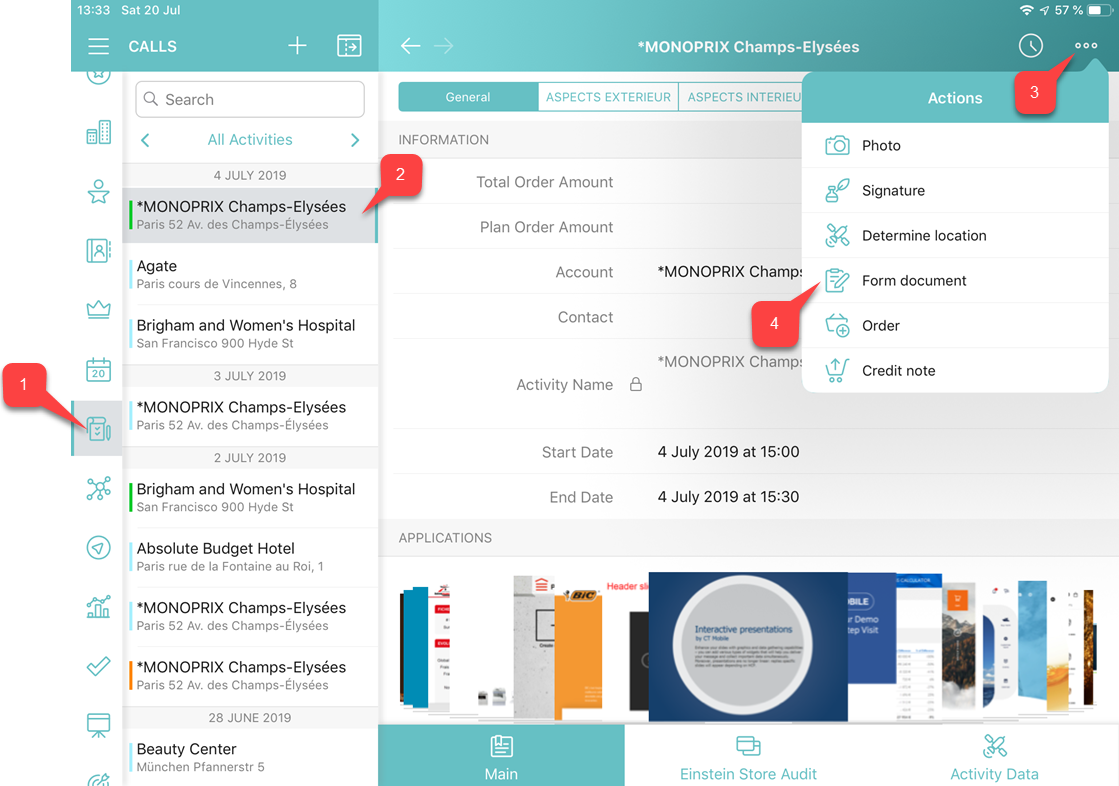 13:33 Sat 20 Jul
57 %
CALLS
*MONOPRIX Champs-Elysées
Search
All Activities
4 JULY 2019
*MONOPRIX Champs-Elysées
Paris 52 Av. des Champs-Élysées
Agate
Paris cours de Vincennes, 8
Brigham and Women's Hospital
San Francisco 900 Hyde St
3 JULY 2019
*MONOPRIX Champs-Elysées
Paris 52 Av. des Champs-Élysées
2 JULY 2019
Brigham and Women's Hospital
San Francisco 900 Hyde St
Absolute Budget Hotel
Paris rue de la Fontaine au Roi, 1
*MONOPRIX Champs-Elysées
Paris 52 Av. des Champs-Élysées
*MONOPRIX Champs-Elysées
Paris 52 Av. des Champs-Élysées
28 JUNE 2019
Beauty Center
München Pfannerstr 5
20
1
2
3
4
General
ASPECTS EXTERIEUR
ASPECTS INTERIEU
INFORMATION
Total Order Amount
Plan Order Amount
Account *MONOPRIX Champs
Contact
*MONOPRIX Champs
Activity Name
Start Date 4 July 2019 at 15:00
End Date 4 July 2019 at 15:30
APPLICATIONS
Header sli
BiC
Interactive presentations
by CT Mobile
BILE
ur Demo
tep Visit
CALCULATOR
Actions
Photo
Signature
Determine location
Form document
Order
Credit note
Main
Einstein Store Audit
Activity Data